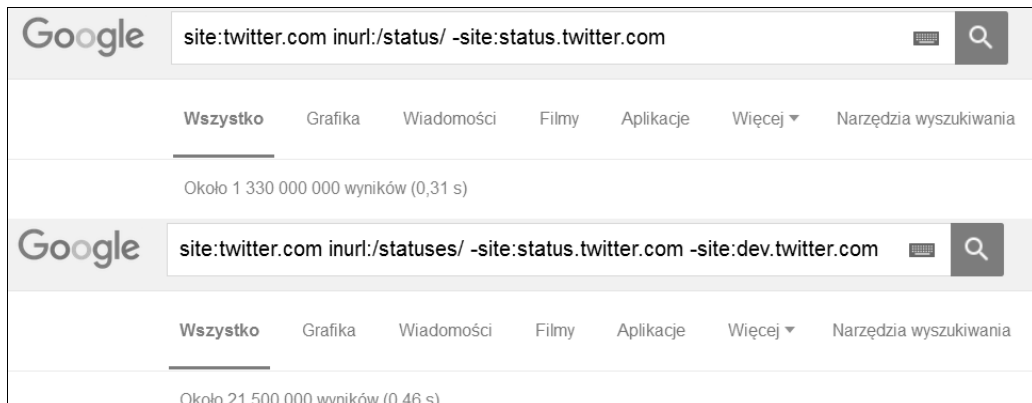 Google site:twitter.com inurl:/status/ -site:status.twitter.com
Wszystko Grafika Wiadomości Filmy Aplikacje Więcej Narzędzia wyszukiwania
Około 1 330 000 000 wyników (0,31 s)
Google site:twitter.com inurl:/statuses/ -site:status.twitter.com -site:dev.twitter.com
Wszystko Grafika Wiadomości Filmy Aplikacje Więcej Narzędzia wyszukiwania
Około 21 500 000 wyników (0,46 s)